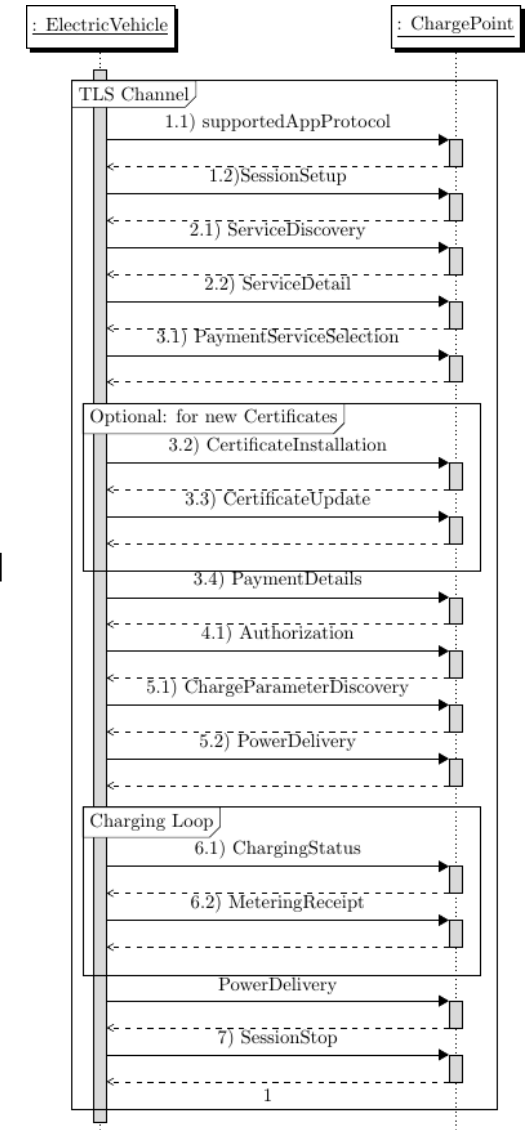 : ElectricVehicle
: ChargePoint
TLS Channel
1.1) supportedAppProtocol
1.2)SessionSetup
2.1) ServiceDiscovery
2.2) ServiceDetail
3.1) PaymentServiceSelection
Optional: for new Certificates
3.2) CertificateInstallation
3.3) CertificateUpdate
3.4) PaymentDetails
4.1) Authorization
5.1) ChargeParameterDiscovery
5.2) PowerDelivery
Charging Loop
6.1) ChargingStatus
6.2) MeteringReceipt
PowerDelivery
7) SessionStop
1